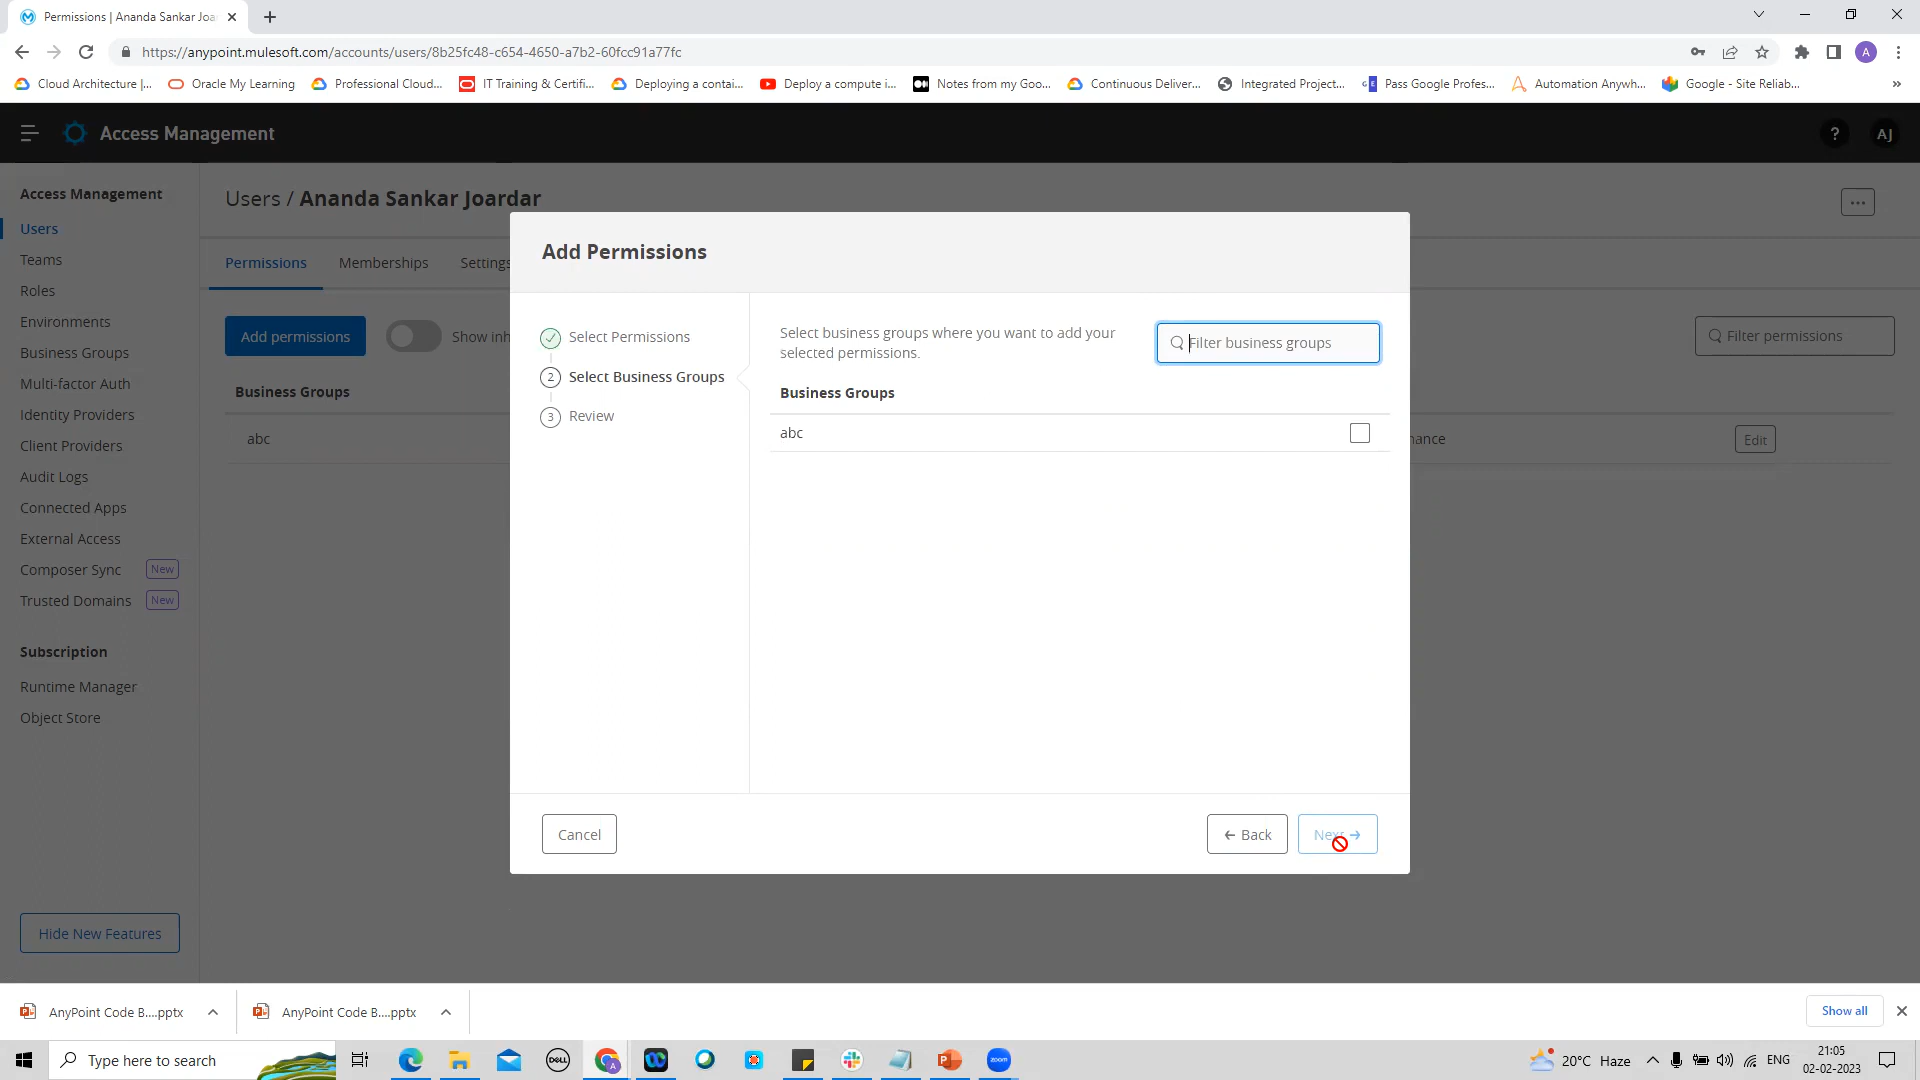 Permissions | Ananda Sankar Joar
https://anypoint.mulesoft.com/accounts/users/8b25fc48-c654-4650-a7b2-60fcc91a77fc
A
Cloud Architecture |...
Oracle My Learning
Professional Cloud...
IT Training & Certifi...
Deploying a contai...
Deploy a compute i...
Notes from my Goo...
Continuous Deliver...
Integrated Project...
Pass Google Profes...
Automation Anywh...
Google - Site Reliab...
»
Access Management
?
AJ
Access Management
Users
Teams
Roles
Environments
Business Groups
Multi-factor Auth
Identity Providers
Client Providers
Audit Logs
Connected Apps
External Access
Composer Sync New
Trusted Domains New
Subscription
Runtime Manager
Object Store
Hide New Features
Users / Ananda Sankar Joardar
...
Permissions
Memberships
Settings
Add permissions
Show inh
Filter permissions
Business Groups
abc
nance
Edit
Add Permissions
Select Permissions
2 Select Business Groups
3 Review
Select business groups where you want to add your
selected permissions.
Filter business groups
Business Groups
abc
Cancel
← Back
Next →
AnyPoint Code B....pptx
AnyPoint Code B....pptx
Show all
Type here to search
DELL
A
zoom
20°C Haze
ENG
21:05
02-02-2023